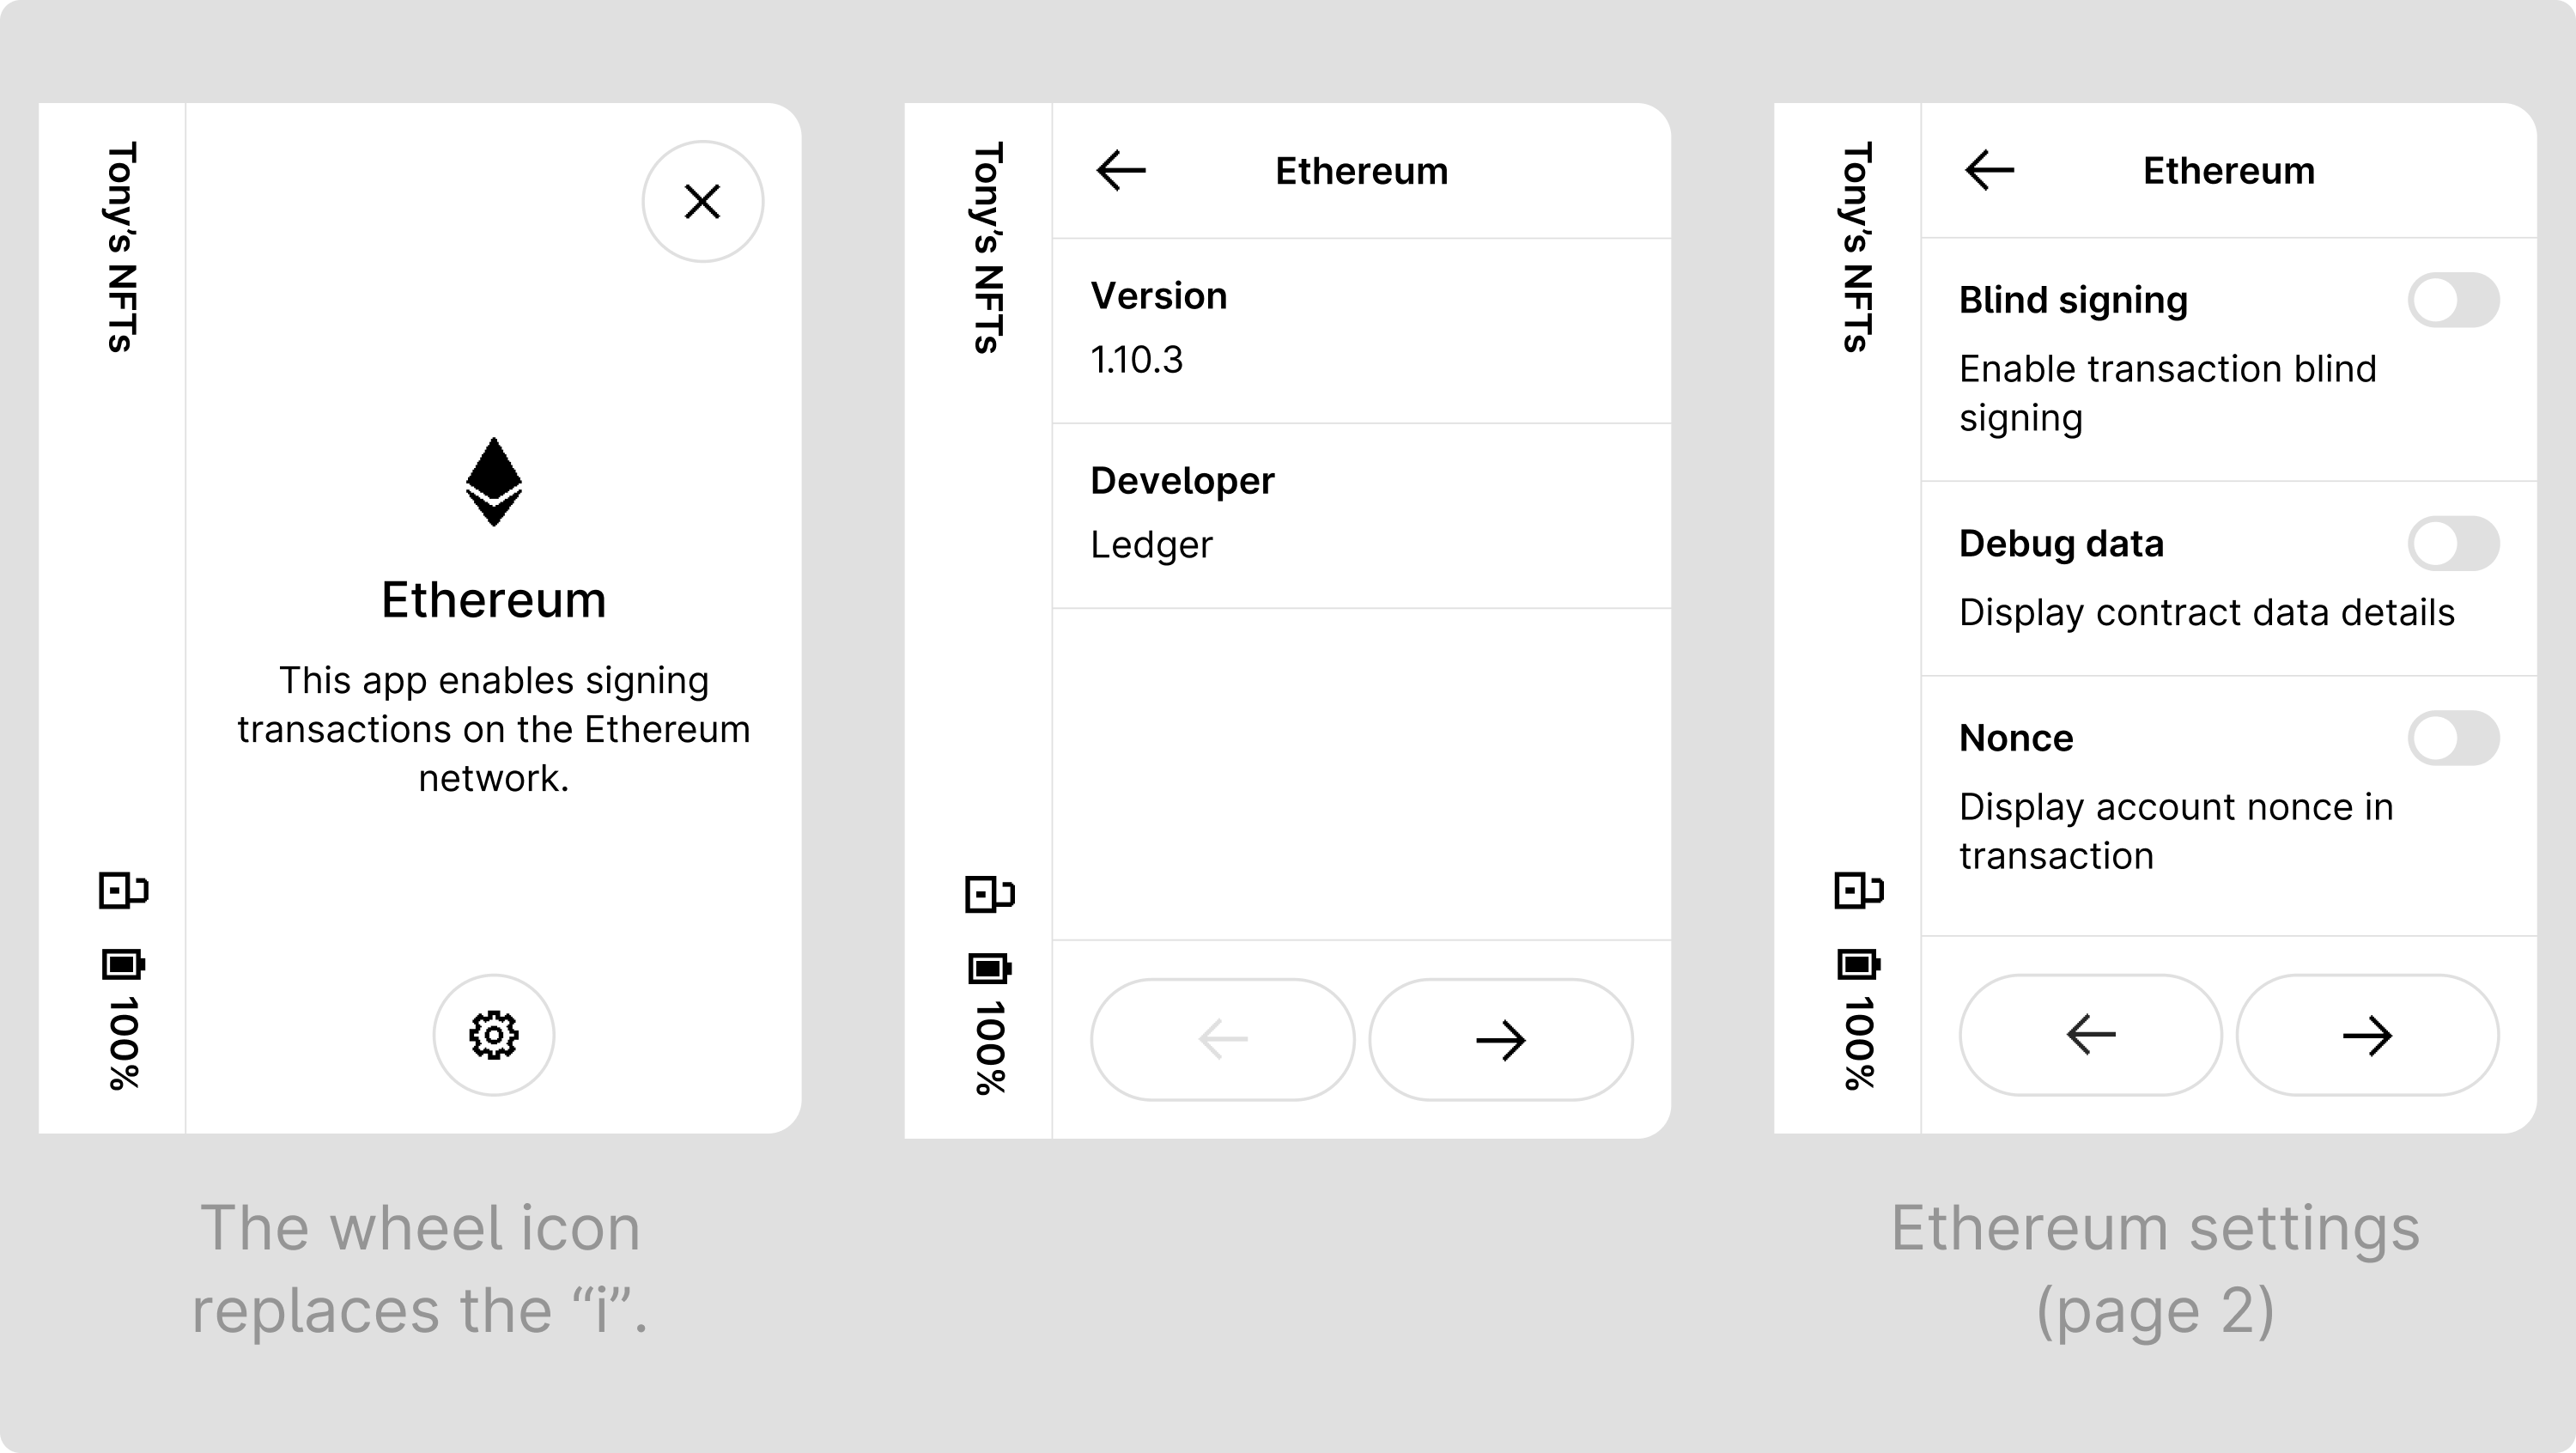 Tony’s NFTs
100%
Ethereum
This app enables signing
transactions on the Ethereum
network.
The wheel icon
replaces the “i”.
Tony’s NFTs
100%
Ethereum
Version
1.10.3
Developer
Ledger
Tony’s NFTs
100%
Ethereum
Blind signing
Enable transaction blind
signing
Debug data
Display contract data details
Nonce
Display account nonce in
transaction
Ethereum settings
(page 2)